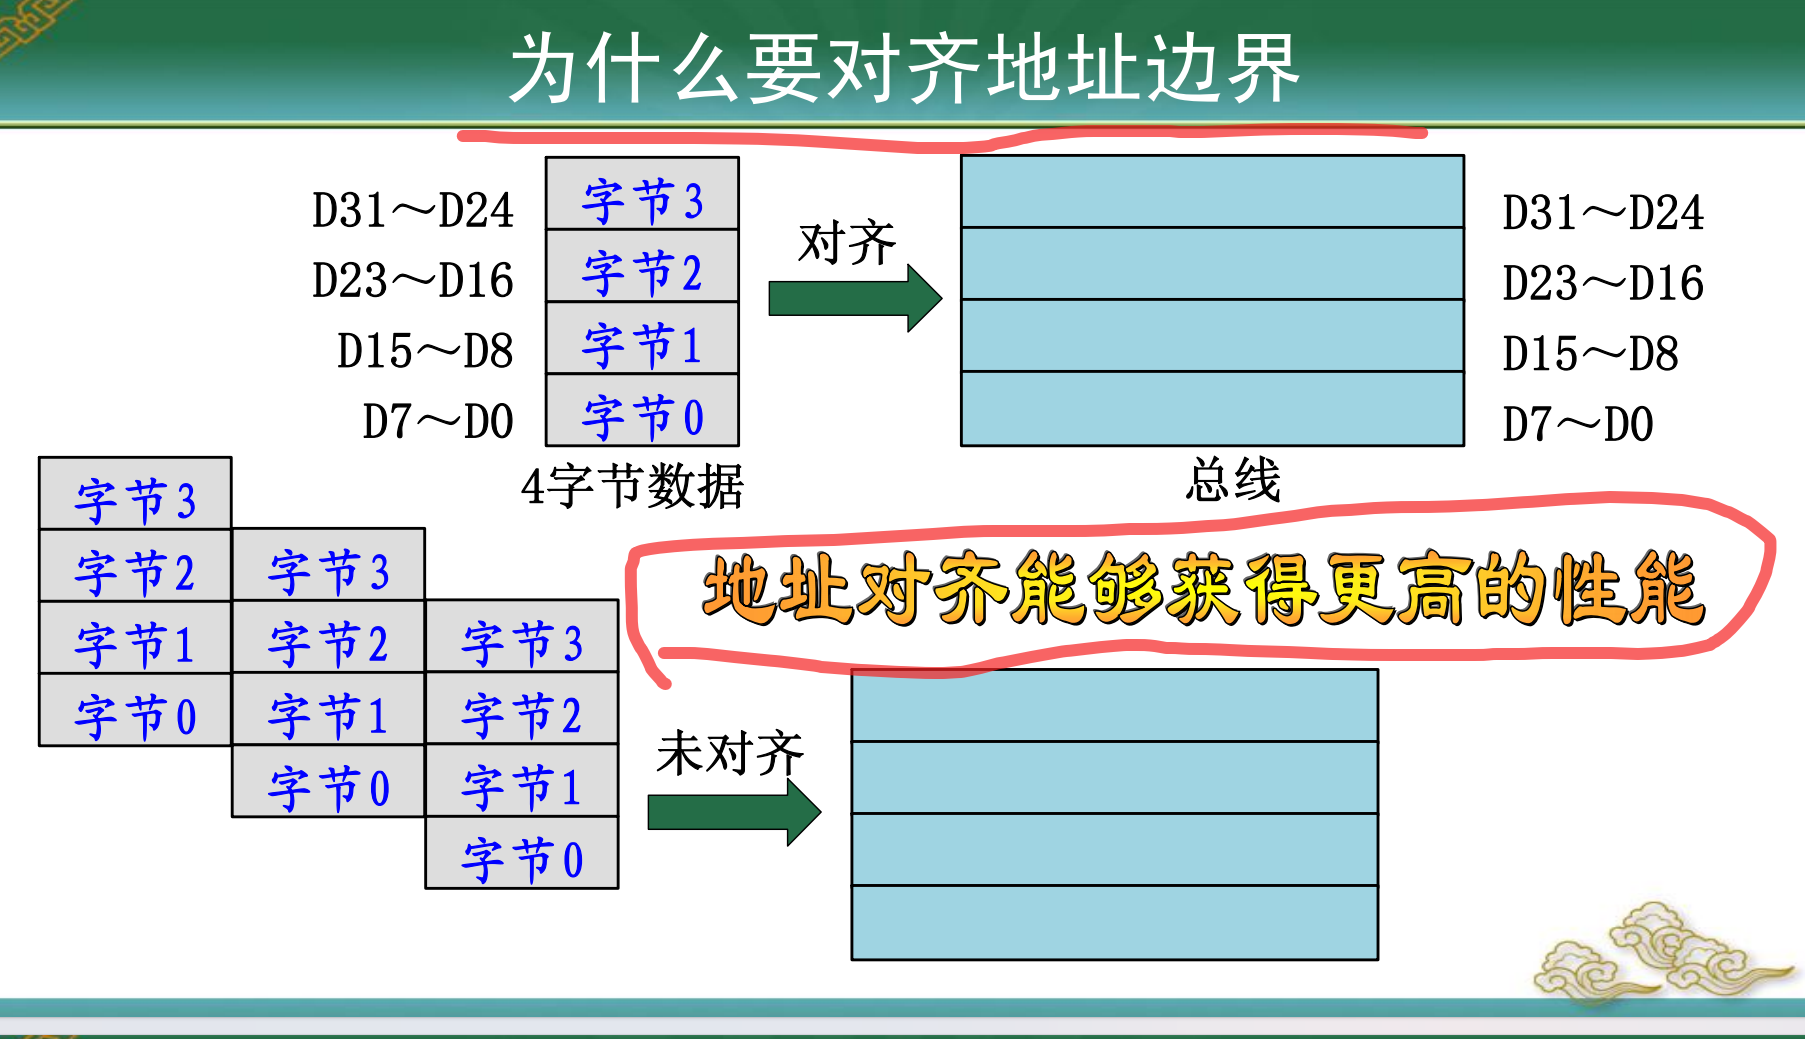 为什么要对齐地址边界
D31～D24
字节3
对齐
D31～D24
D23～D16
字节2
D23～D16
D15～D8
字节1
D15～D8
D7～D0
字节0
D7～D0
4字节数据
总线
字节3
字节2
字节1
字节0
字节3
字节2
字节1
字节0
字节3
字节2
字节1
字节0
地址对齐能够获得更高的性能
未对齐